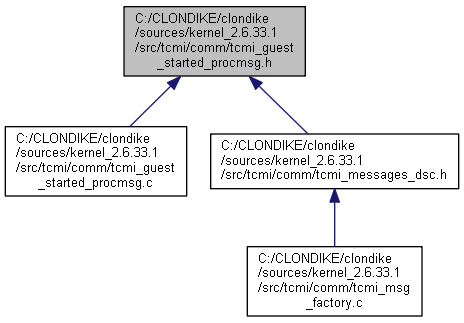 C:/CLONDIKE/clondike
/sources/kernel_2.6.33.1
/src/tcmi/comm/tcmi_guest
_started_procmsg.h
C:/CLONDIKE/clondike
/sources/kernel_2.6.33.1
/src/tcmi/comm/tcmi_guest
_started_procmsg.c
C:/CLONDIKE/clondike
/sources/kernel_2.6.33.1
/src/tcmi/comm/tcmi_messages_dsc.h
C:/CLONDIKE/clondike
/sources/kernel_2.6.33.1
/src/tcmi/comm/tcmi_msg
_factory.c